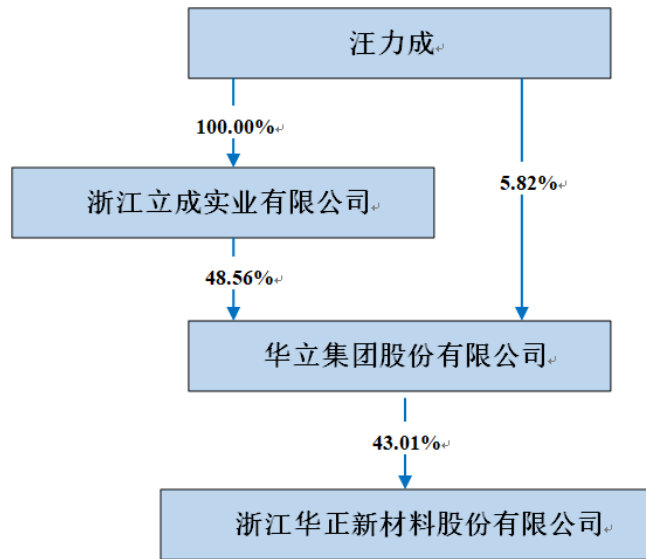 汪力成
100.00%
浙江立成实业有限公司
5.82%
48.56%
华立集团股份有限公司
43.01%
浙江华正新材料股份有限公司